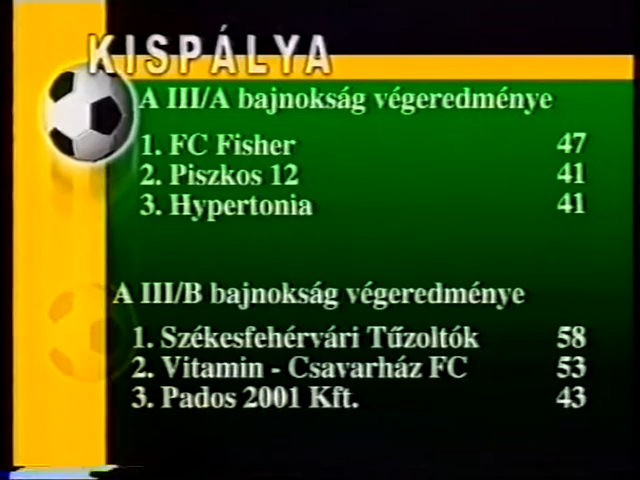 KISPÁLYA
A III/A bajnokság végeredménye
1. FC Fisher 47
2. Piszkos 12 41
3. Hypertonia 41
A III/B bajnokság végeredménye
1. Székesfehérvári Tűzoltók 58
2. Vitamin - Csavarház FC 53
3. Pados 2001 Kft. 43